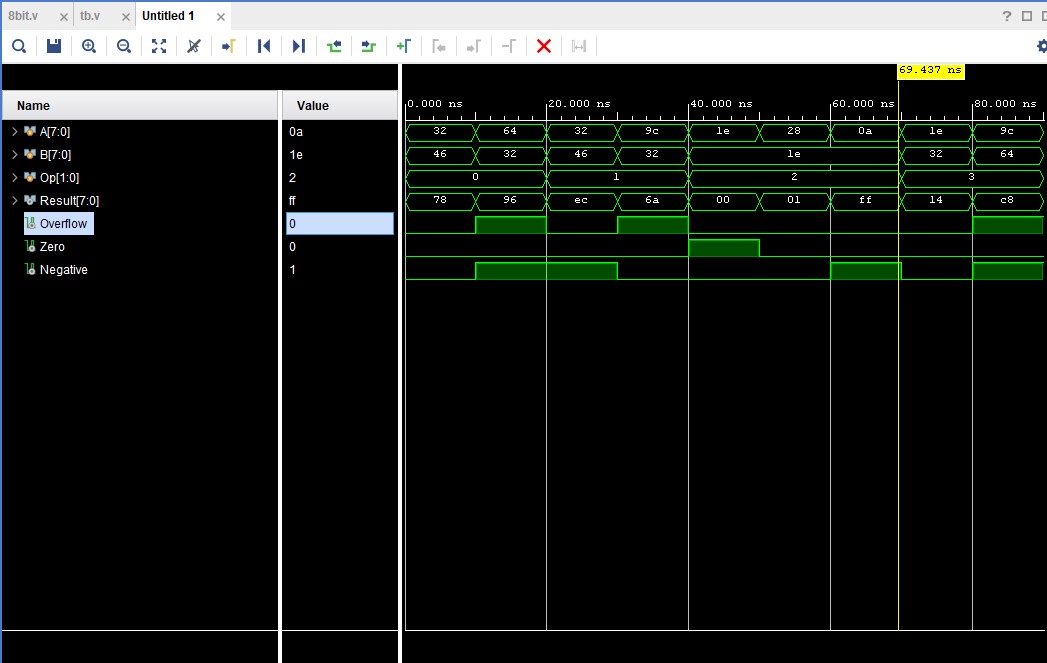 8bit.v × tb.v × Untitled 1 ×
?
69.437 ns
Name Value
0.000 ns 20.000 ns 40.000 ns 60.000 ns 80.000 ns
A[7:0] 0a 32 64 32 9c 1e 28 0a 1e 9c
B[7:0] 1e 46 32 46 32 1e 32 64
Op[1:0] 2 0 1 2 3
Result[7:0] ff 78 96 ec 6a 00 01 ff 14 c8
Overflow 0
Zero 0
Negative 1